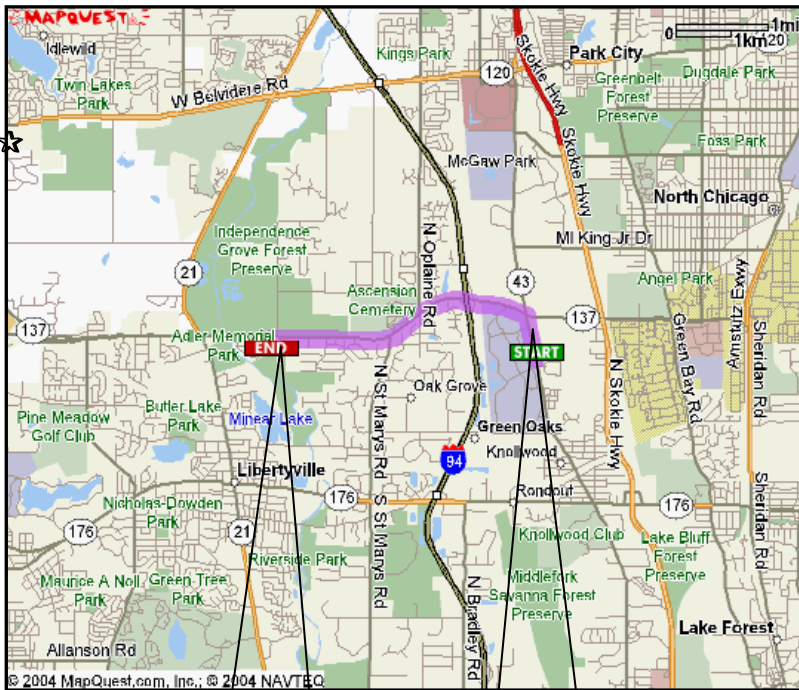 MAPQUEST
Idlewild
Twin Lakes
Park
W Belvidere Rd
Kings Park
120
Skokie Hwy
Park City
0
1mi
1km
20
Greenbelt
Forest
Preserve
Dugdale Park
Foss Park
McGaw Park
Skokie Hwy
North Chicago
Independence
Grove Forest
Preserve
N Oplaine Rd
Ml King Jr Dr
21
43
Angel Park
Ascension
Cemetery
137
137
Adler Memorial
Park
END
START
Green Bay Rd
Amstutz Exwy
Sheridan Rd
N St Marys Rd
Oak Grove
N Skokie Hwy
Butler Lake
Park
Pine Meadow
Golf Club
Minear Lake
Green Oaks
Knollwood
94
Libertyville
176
Rondout
176
Sheridan Rd
Nicholas-Dowden
Park
176
21
S St Marys Rd
Knollwood Club
Lake Bluff
Forest
Preserve
Riverside Park
Maurice A Noll
Park
Green Tree
Park
N Bradley Rd
Middlefork
Savanna Forest
Preserve
Lake Forest
Allanson Rd
© 2004 MapQuest.com, Inc.; © 2004 NAVTEQ